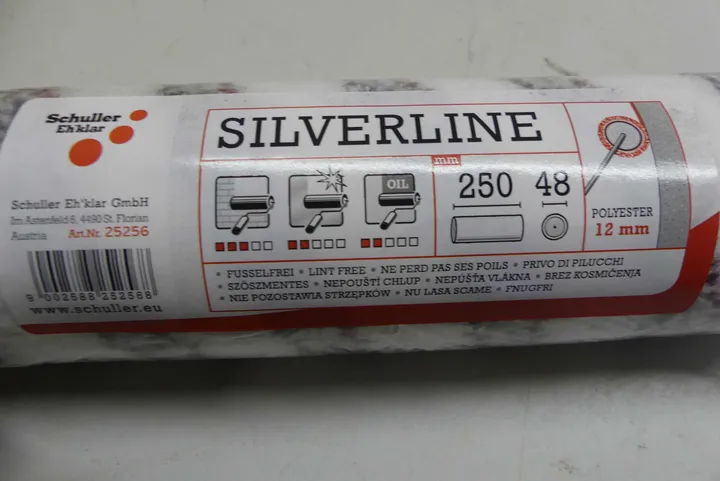 Schuller
Eh'klar
SILVERLINE
Schuller Eh'klar GmbH
Im Astenfeld 6, 4490 St. Florian
Austria Art.Nr. 25256
9 002588 252568
www.schuller.eu
OIL
mm
250 48
POLYESTER
12 mm
• FUSSELFREI • LINT FREE • NE PERD PAS SES POILS • PRIVO DI PILUCCHI
• SZÖSZMENTES • NEPOUŠTÍ CHLUP • NEPÚŠŤA VLÁKNA • BREZ KOSMIČENJA
• NIE POZOSTAWIA STRZĘPKÓW • NU LASA SCAME • FNUGFRI